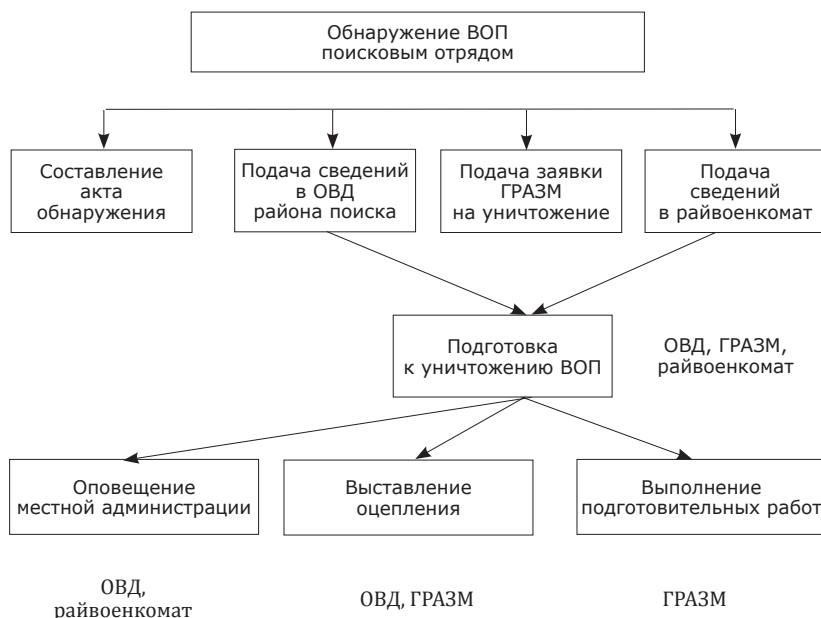 Обнаружение ВОП
поисковым отрядом
Составление
акта
обнаружения
Подача сведений
в ОВД
района поиска
Подача заявки
ГРАЗМ
на уничтожение
Подача
сведений
в райвоенкомат
Подготовка
к уничтожению ВОП
ОВД, ГРАЗМ,
райвоенкомат
Оповещение
местной администрации
Выставление
оцепления
Выполнение
подготовительных работ
ОВД,
райвоенкомат
ОВД, ГРАЗМ
ГРАЗМ